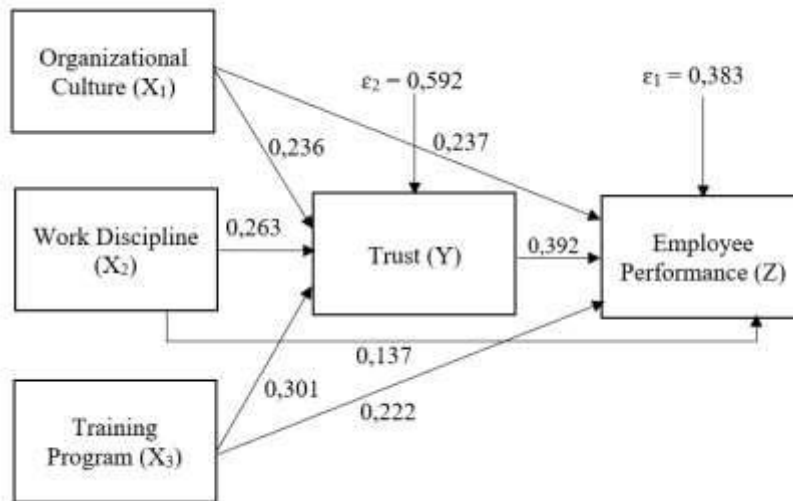 Organizational
Culture (X₁)
ε₂ = 0,592
ε₁ = 0,383
0,236
0,237
Work Discipline
(X₂)
0,263
Trust (Y)
0,392
Employee
Performance (Z)
0,137
0,301
0,222
Training
Program (X₃)